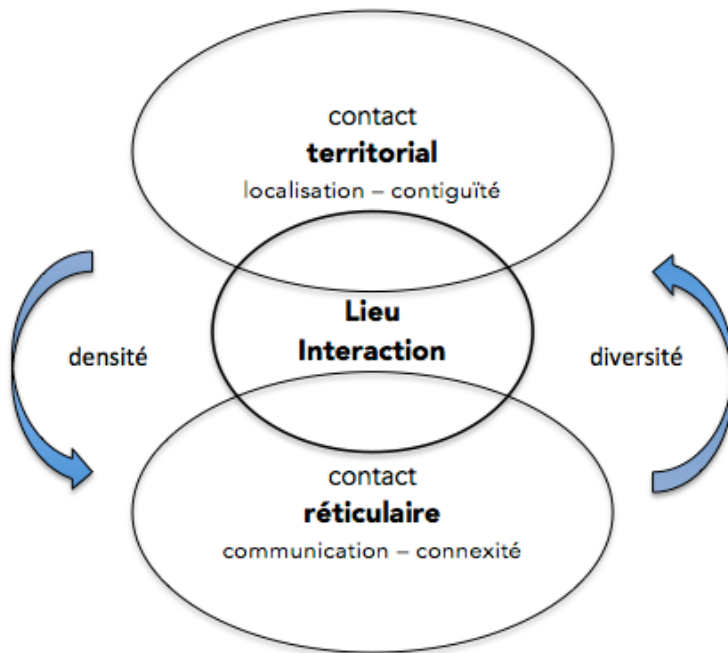 contact
territorial
localisation – contiguïté
Lieu
Interaction
densité
diversité
contact
réticulaire
communication – connexité